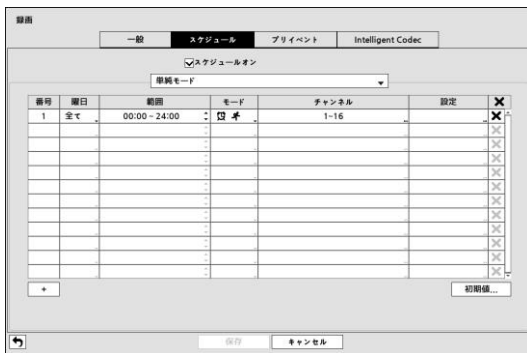 録画
一般 スケジュール プリイベント Intelligent Codec
スケジュールオン
単純モード
番号 曜日 範囲 モード チャンネル 設定
1 全て 00:00 – 24:00 1~16
+ 初期値...
保存 キャンセル